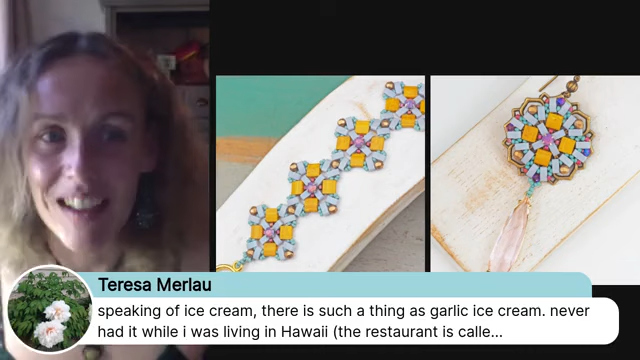 Teresa Merlau
speaking of ice cream, there is such a thing as garlic ice cream. never
had it while i was living in Hawaii (the restaurant is calle...